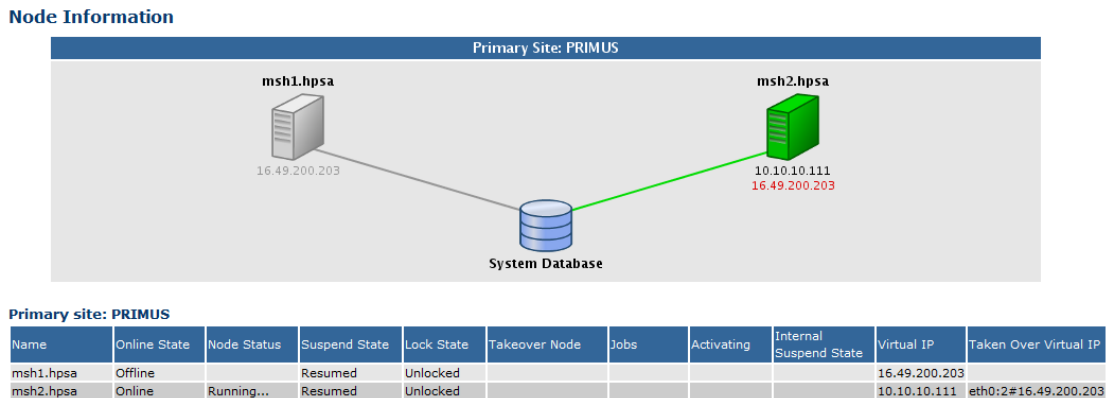 Node Information
Primary Site: PRIMUS
msh1.hpsa
msh2.hpsa
16.49.200.203
10.10.10.111
16.49.200.203
System Database
Primary site: PRIMUS
Name Online State Node Status Suspend State Lock State Takeover Node Jobs Activating Internal Suspend State Virtual IP Taken Over Virtual IP
msh1.hpsa Offline Resumed Unlocked 16.49.200.203
msh2.hpsa Online Running... Resumed Unlocked 10.10.10.111 eth0:2#16.49.200.203